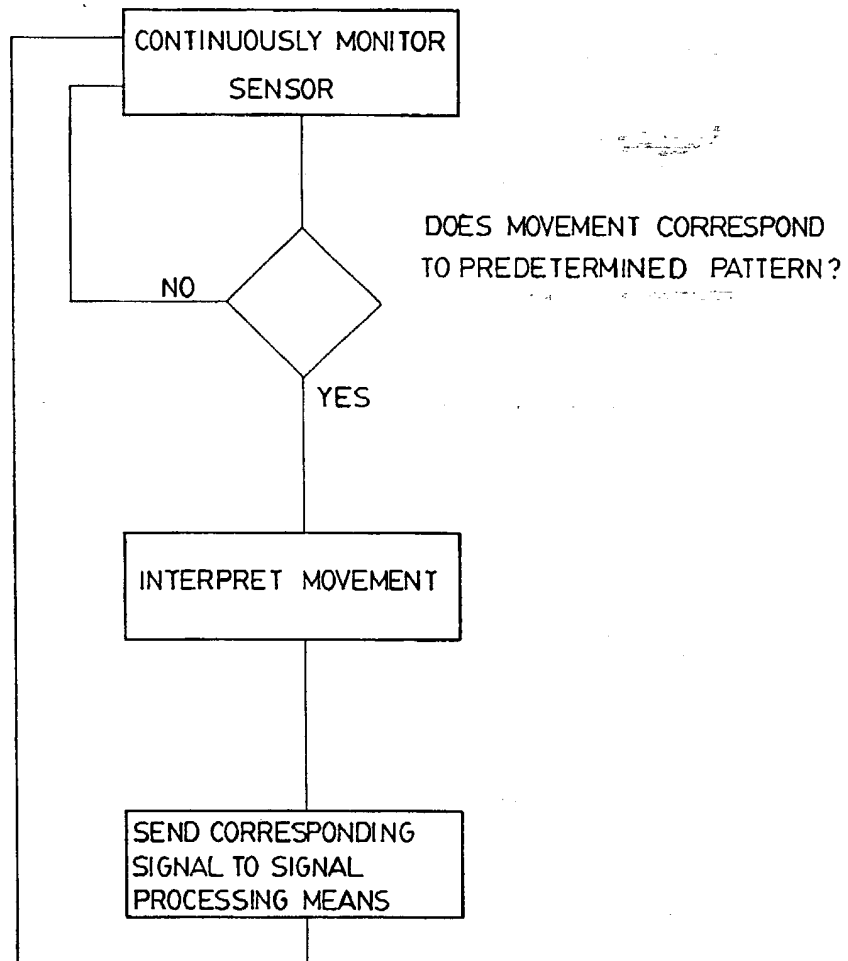 CONTINUOUSLY MONITOR
SENSOR
DOES MOVEMENT CORRESPOND
TO PREDETERMINED PATTERN?
NO
YES
INTERPRET MOVEMENT
SEND CORRESPONDING
SIGNAL TO SIGNAL
PROCESSING MEANS